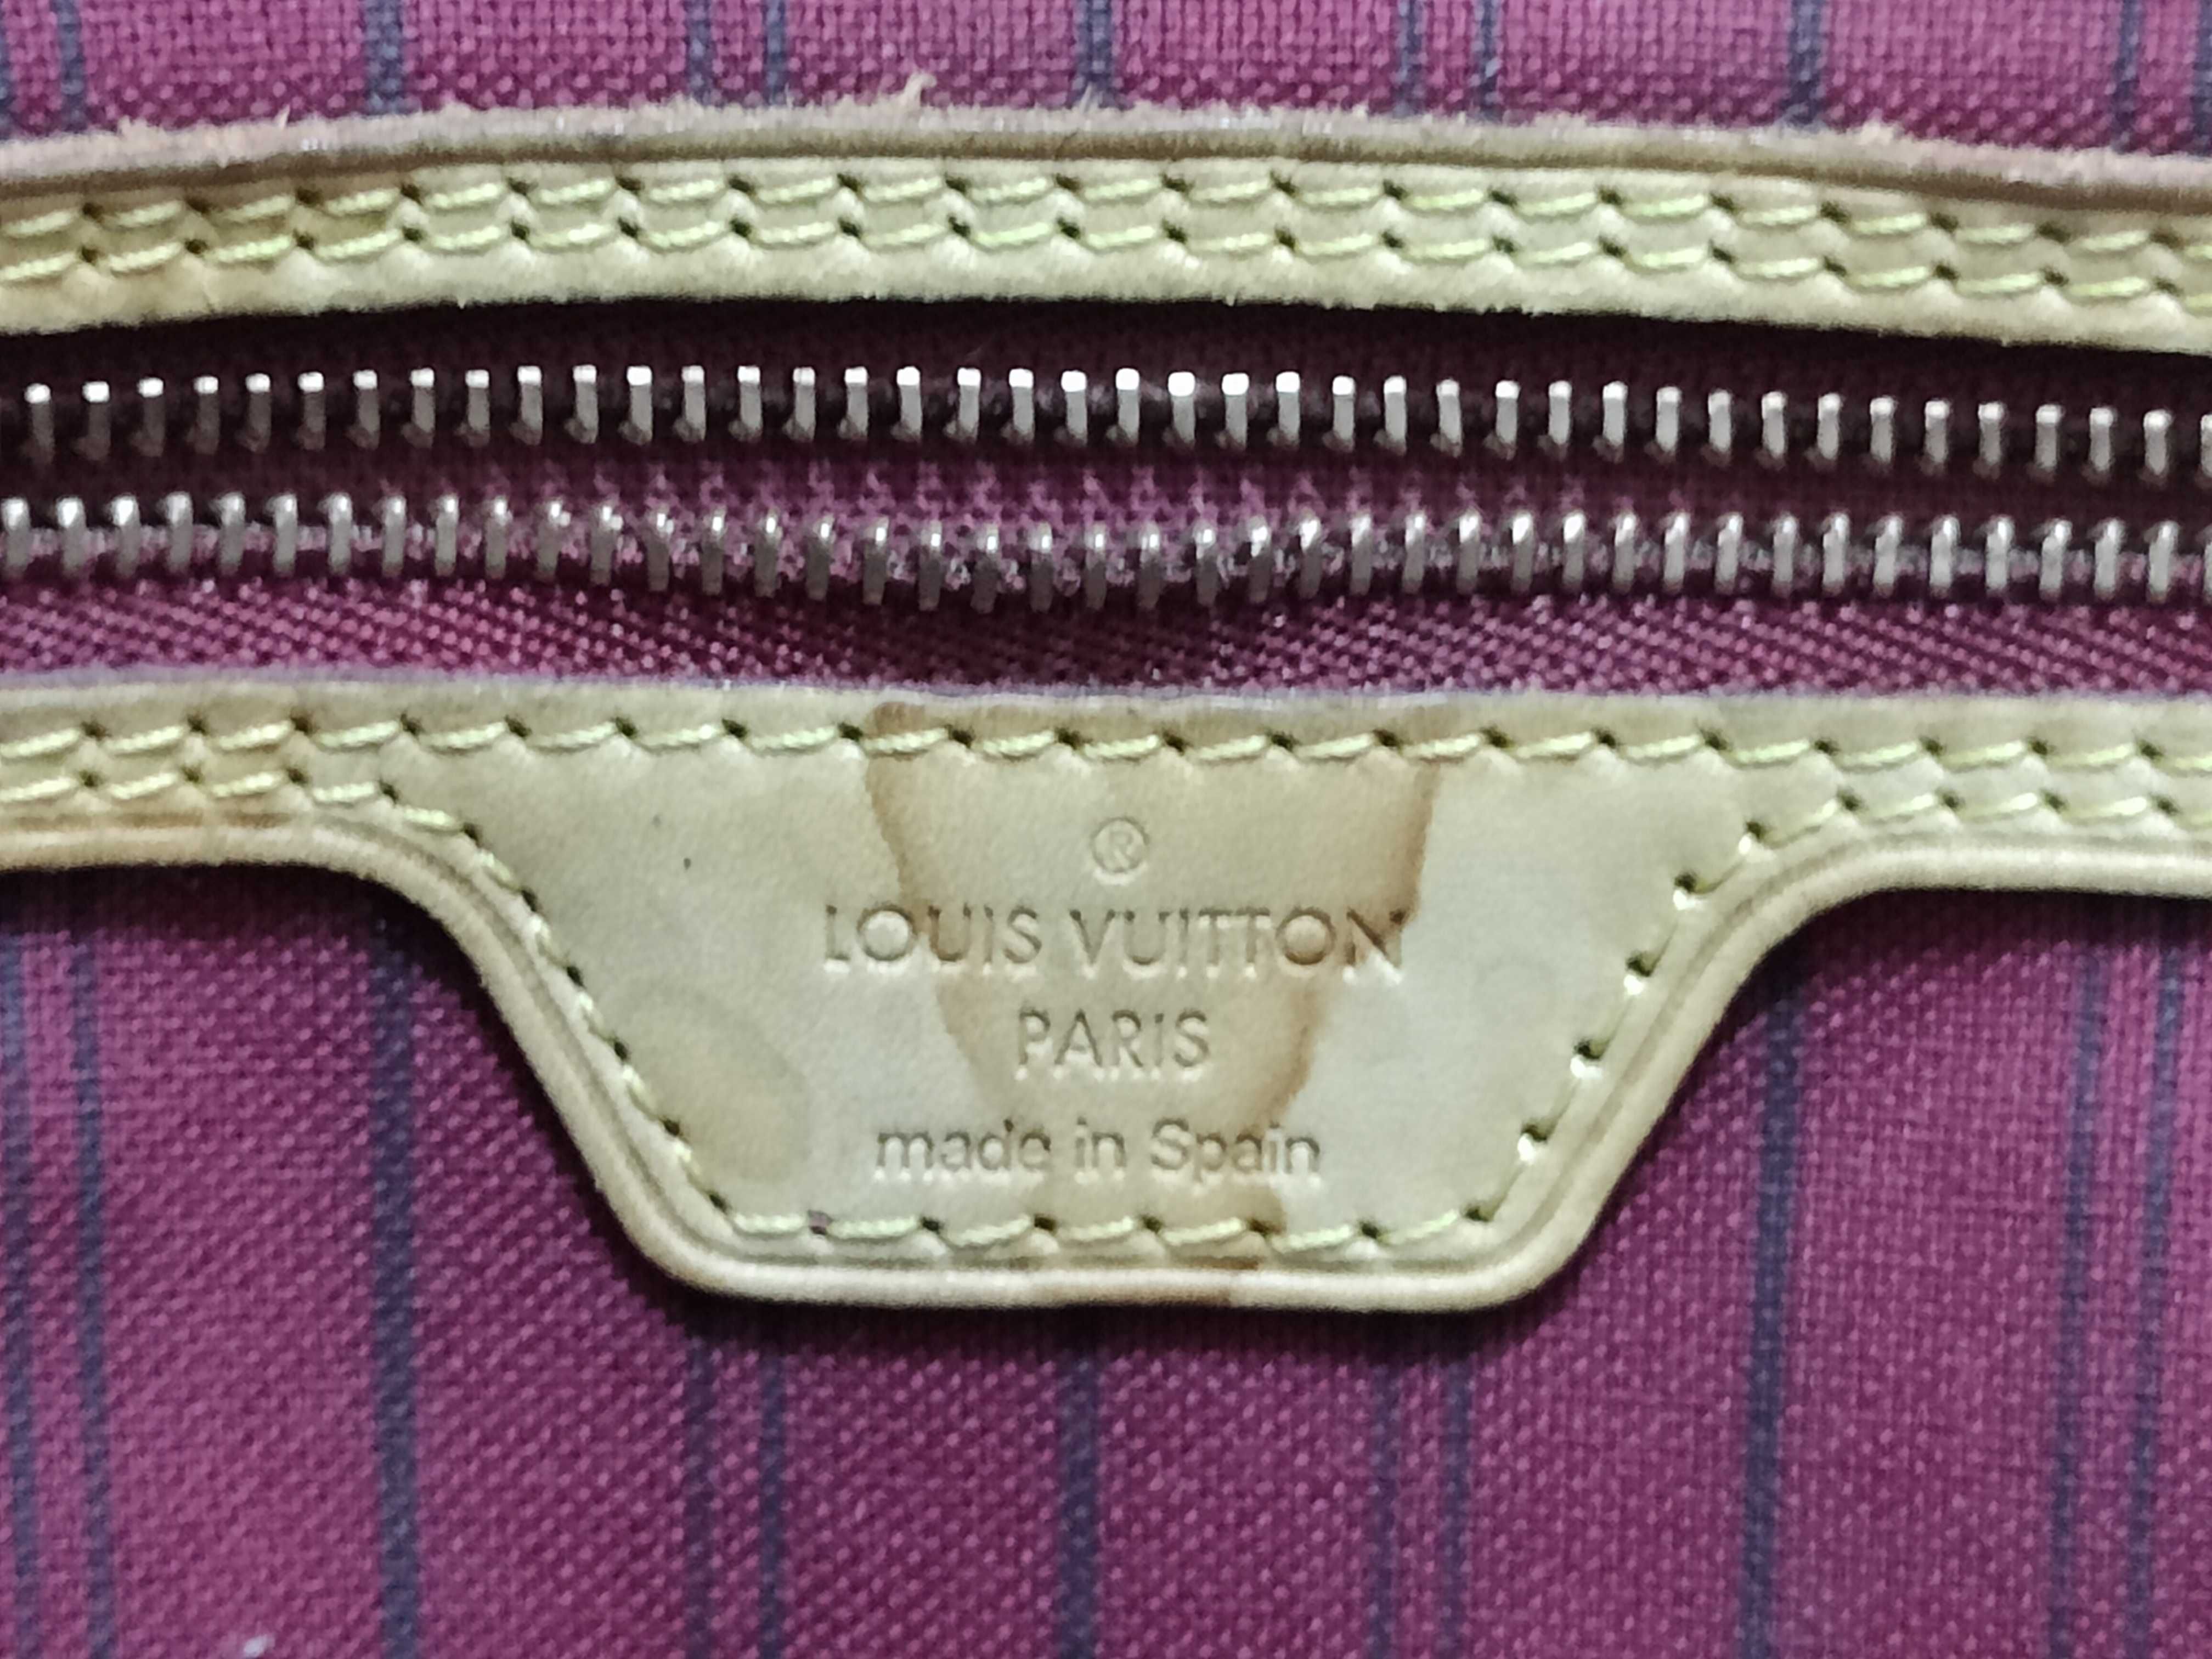 ®
LOUIS VUITTON
PARIS
made in Spain